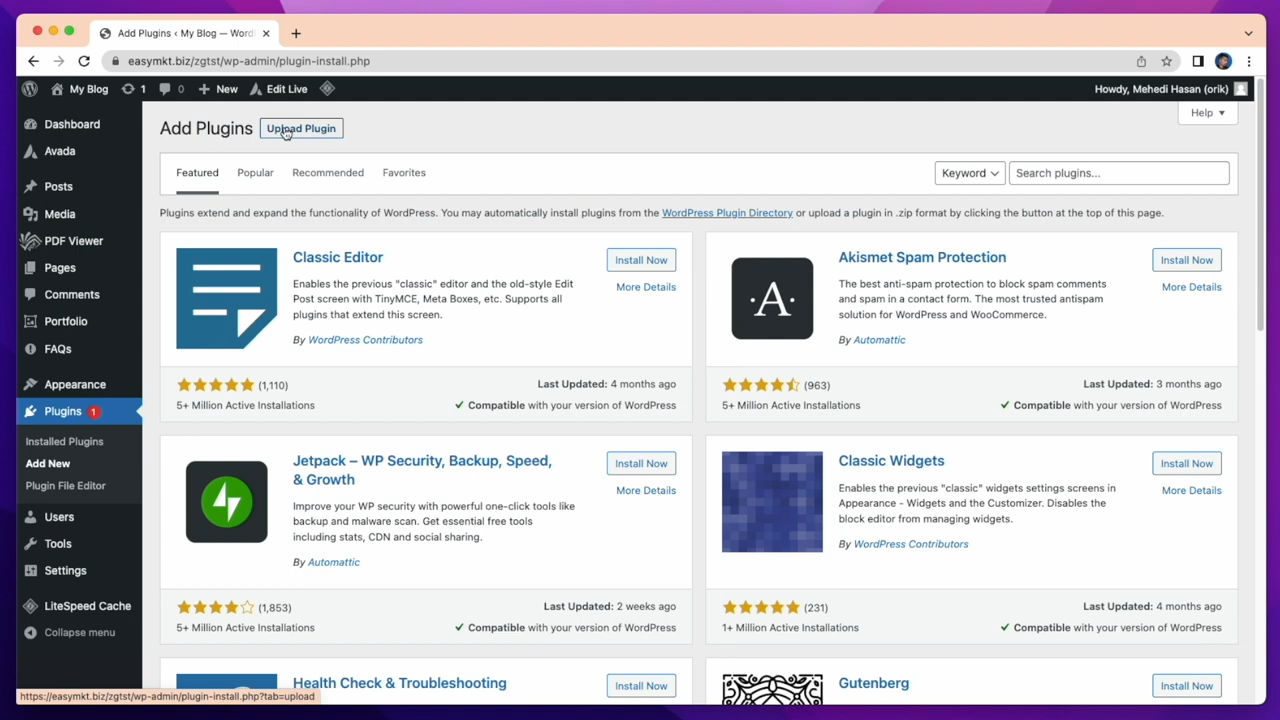 Add Plugins ‹ My Blog — Word
easymkt.biz/zgtst/wp-admin/plugin-install.php
My Blog 1 0 New Edit Live
Howdy, Mehedi Hasan (orik)
Dashboard
Avada
Posts
Media
PDF Viewer
Pages
Comments
Portfolio
FAQs
Appearance
Plugins 1
Installed Plugins
Add New
Plugin File Editor
Users
Tools
Settings
LiteSpeed Cache
Collapse menu
Help
Add Plugins Upload Plugin
Featured Popular Recommended Favorites
Keyword Search plugins...
Plugins extend and expand the functionality of WordPress. You may automatically install plugins from the WordPress Plugin Directory or upload a plugin in .zip format by clicking the button at the top of this page.
Classic Editor
Install Now
More Details
Enables the previous "classic" editor and the old-style Edit
Post screen with TinyMCE, Meta Boxes, etc. Supports all
plugins that extend this screen.
By WordPress Contributors
(1,110)
Last Updated: 4 months ago
5+ Million Active Installations
✓ Compatible with your version of WordPress
·A·
Akismet Spam Protection
Install Now
More Details
The best anti-spam protection to block spam comments
and spam in a contact form. The most trusted antispam
solution for WordPress and WooCommerce.
By Automattic
(963)
Last Updated: 3 months ago
5+ Million Active Installations
✓ Compatible with your version of WordPress
Jetpack – WP Security, Backup, Speed,
& Growth
Install Now
More Details
Improve your WP security with powerful one-click tools like
backup and malware scan. Get essential free tools
including stats, CDN and social sharing.
By Automattic
(1,853)
Last Updated: 2 weeks ago
5+ Million Active Installations
✓ Compatible with your version of WordPress
Classic Widgets
Install Now
More Details
Enables the previous "classic" widgets settings screens in
Appearance - Widgets and the Customizer. Disables the
block editor from managing widgets.
By WordPress Contributors
(231)
Last Updated: 4 months ago
1+ Million Active Installations
✓ Compatible with your version of WordPress
Health Check & Troubleshooting
Install Now
Gutenberg
Install Now
https://easymkt.biz/zgtst/wp-admin/plugin-install.php?tab=upload